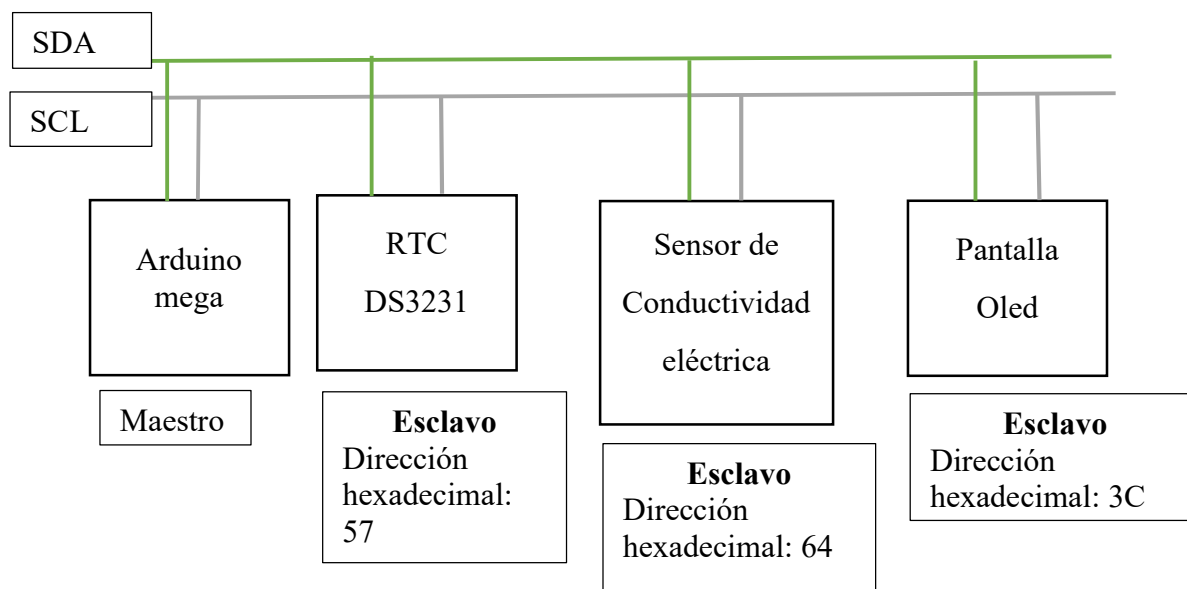 SDA
SCL
Arduino
mega
RTC
DS3231
Sensor de
Conductividad
eléctrica
Pantalla
Oled
Maestro
Esclavo
Dirección
hexadecimal:
57
Esclavo
Dirección
hexadecimal: 64
Esclavo
Dirección
hexadecimal: 3C